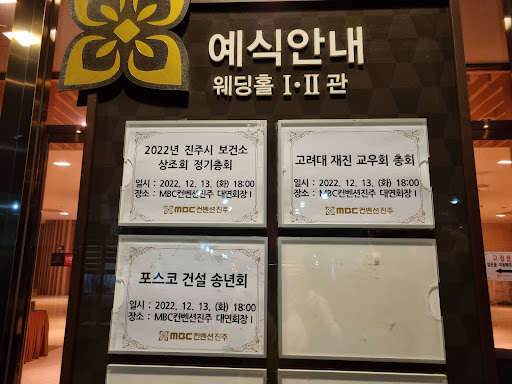 예식안내
웨딩홀 I·II 관
2022년 진주시 보건소
상조회 정기총회
일시 : 2022. 12. 13. (화) 18:00
장소 : MBC컨벤션진주 대연회장 I
MBC컨벤션진주
고려대 재진 교우회 총회
일시 : 2022. 12. 13. (화) 18:00
장소 : MBC컨벤션진주 대연회장 I
MBC컨벤션진주
포스코 건설 송년회
일시 : 2022. 12. 13. (화) 18:00
장소 : MBC컨벤션진주 대연회장 I
MBC컨벤션진주